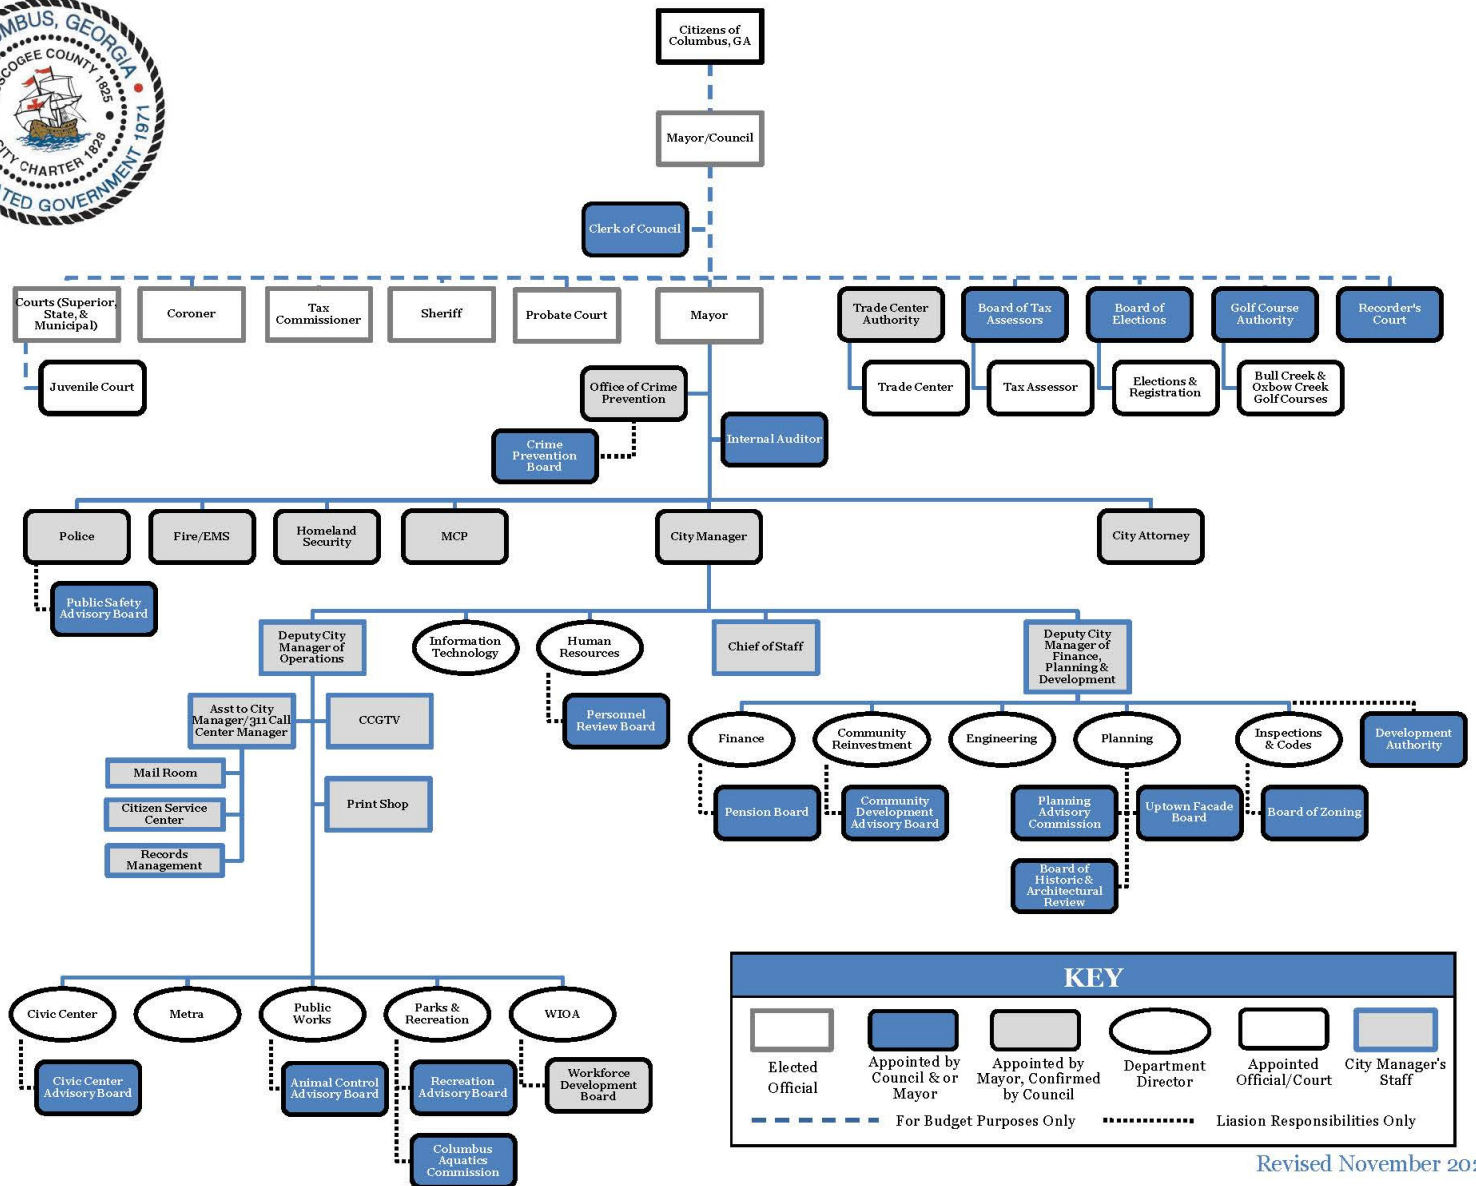 MBUS, GEORGIA
COGEE COUNTY 1825
CITY CHARTER 1828
TED GOVERNMENT 1971
Citizens of
Columbus, GA
Mayor/Council
Clerk of Council
Courts (Superior,
State, &
Municipal)
Coroner
Tax
Commissioner
Sheriff
Probate Court
Mayor
Trade Center
Authority
Board of Tax
Assessors
Board of
Elections
Golf Course
Authority
Recorder's
Court
Juvenile Court
Office of Crime
Prevention
Trade Center
Tax Assessor
Elections &
Registration
Bull Creek &
Oxbow Creek
Golf Courses
Crime
Prevention
Board
Internal Auditor
Police
Fire/EMS
Homeland
Security
MCP
City Manager
City Attorney
Public Safety
Advisory Board
Deputy City
Manager of
Operations
Information
Technology
Human
Resources
Chief of Staff
Deputy City
Manager of
Finance,
Planning &
Development
Asst to City
Manager/311 Call
Center Manager
CCGTV
Personnel
Review Board
Finance
Community
Reinvestment
Engineering
Planning
Inspections
& Codes
Development
Authority
Mail Room
Citizen Service
Center
Records
Management
Print Shop
Pension Board
Community
Development
Advisory Board
Planning
Advisory
Commission
Uptown Facade
Board
Board of Zoning
Board of
Historic &
Architectural
Review
Civic Center
Metra
Public
Works
Parks &
Recreation
WIOA
Civic Center
Advisory Board
Animal Control
Advisory Board
Recreation
Advisory Board
Workforce
Development
Board
Columbus
Aquatics
Commission
KEY
Elected
Official
Appointed by
Council & or
Mayor
Appointed by
Mayor, Confirmed
by Council
Department
Director
Appointed
Official/Court
City Manager's
Staff
For Budget Purposes Only
Liasion Responsibilities Only
Revised November 202